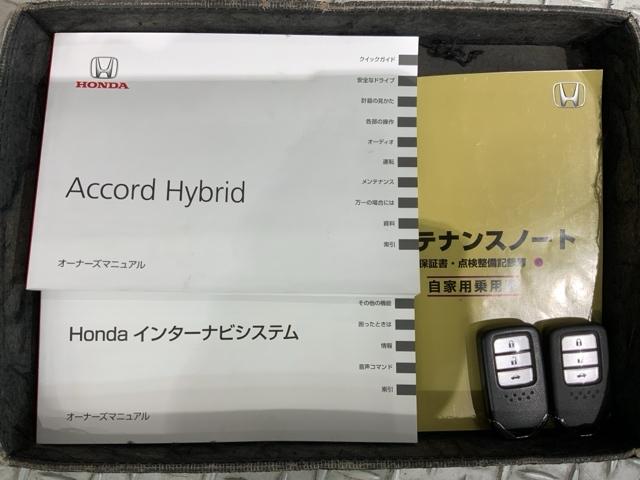 HONDA
Accord Hybrid
オーナーズマニュアル
クイックガイド
安全なドライブ
計器の見かた
各部の操作
オーディオ
運転
メンテナンス
万一の場合には
資料
索引
Honda インターナビシステム
オーナーズマニュアル
その他の機能
困ったときは
情報
音声コマンド
索引
テナンスノート
保証書・点検整備記録簿
自家用乗用